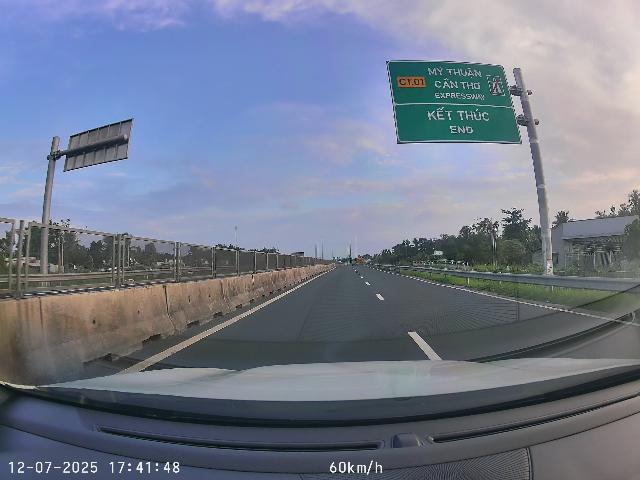 CT.01
MỸ THUẬN
CẦN THƠ
EXPRESSWAY
KẾT THÚC
END
12-07-2025 17:41:48
60km/h